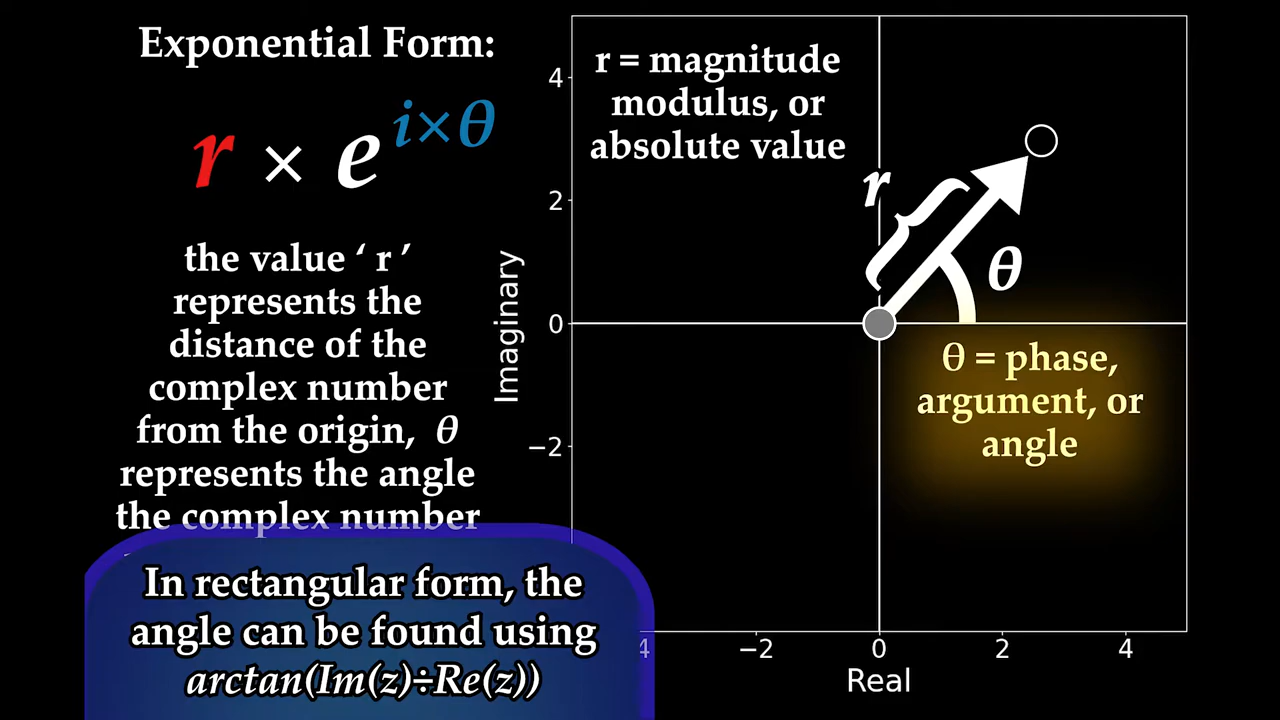 Exponential Form:
r × e^{i×θ}
the value ‘ r ’
represents the
distance of the
complex number
from the origin, θ
represents the angle
the complex number
In rectangular form, the
angle can be found using
arctan(Im(z)÷Re(z))
r = magnitude
modulus, or
absolute value
r
θ
θ = phase,
argument, or
angle
Imaginary
4
2
0
−2
4
−2
0
2
4
Real